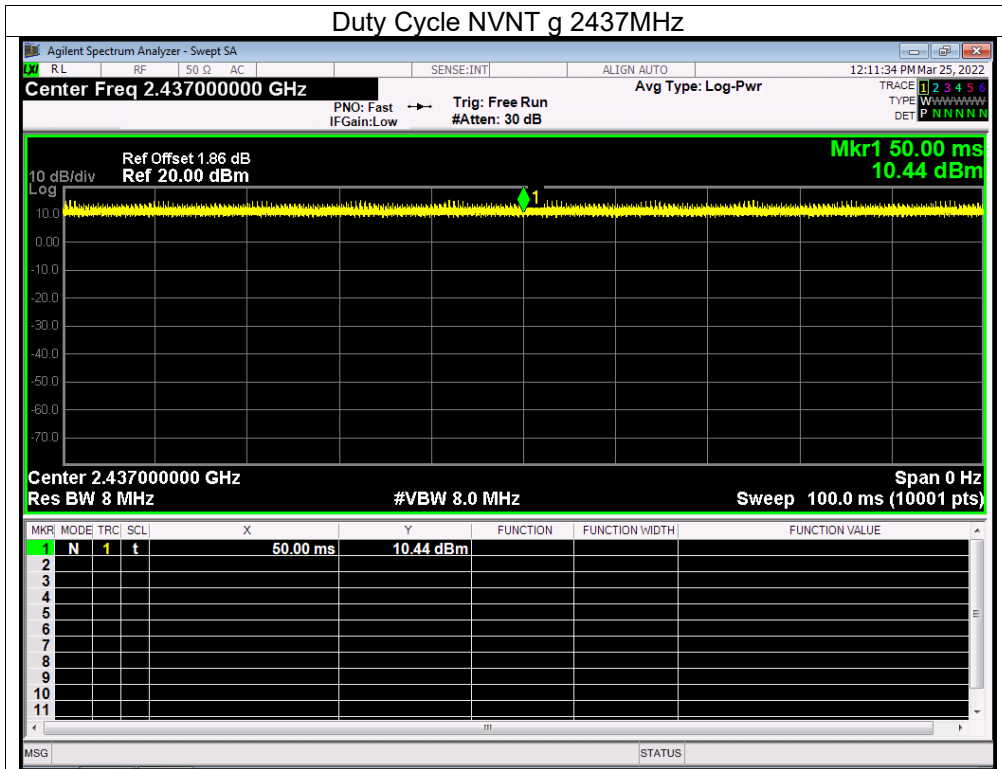 Duty Cycle NVNT g 2437MHz
Agilent Spectrum Analyzer - Swept SA
LXI RL RF 50 Ω AC SENSE:INT ALIGN AUTO 12:11:34 PM Mar 25, 2022
Center Freq 2.437000000 GHz
PNO: Fast Trig: Free Run
IFGain:Low #Atten: 30 dB
Avg Type: Log-Pwr
TRACE 1 2 3 4 5 6
TYPE WWWWWWW
DET P N N N N N
Mkr1 50.00 ms
10.44 dBm
Ref Offset 1.86 dB
10 dB/div Ref 20.00 dBm
Log
1
10.0
0.00
-10.0
-20.0
-30.0
-40.0
-50.0
-60.0
-70.0
Center 2.437000000 GHz Span 0 Hz
Res BW 8 MHz #VBW 8.0 MHz Sweep 100.0 ms (10001 pts)
MKR MODE TRC SCL X Y FUNCTION FUNCTION WIDTH FUNCTION VALUE
1 N 1 t 50.00 ms 10.44 dBm
2
3
4
5
6
7
8
9
10
11
MSG STATUS